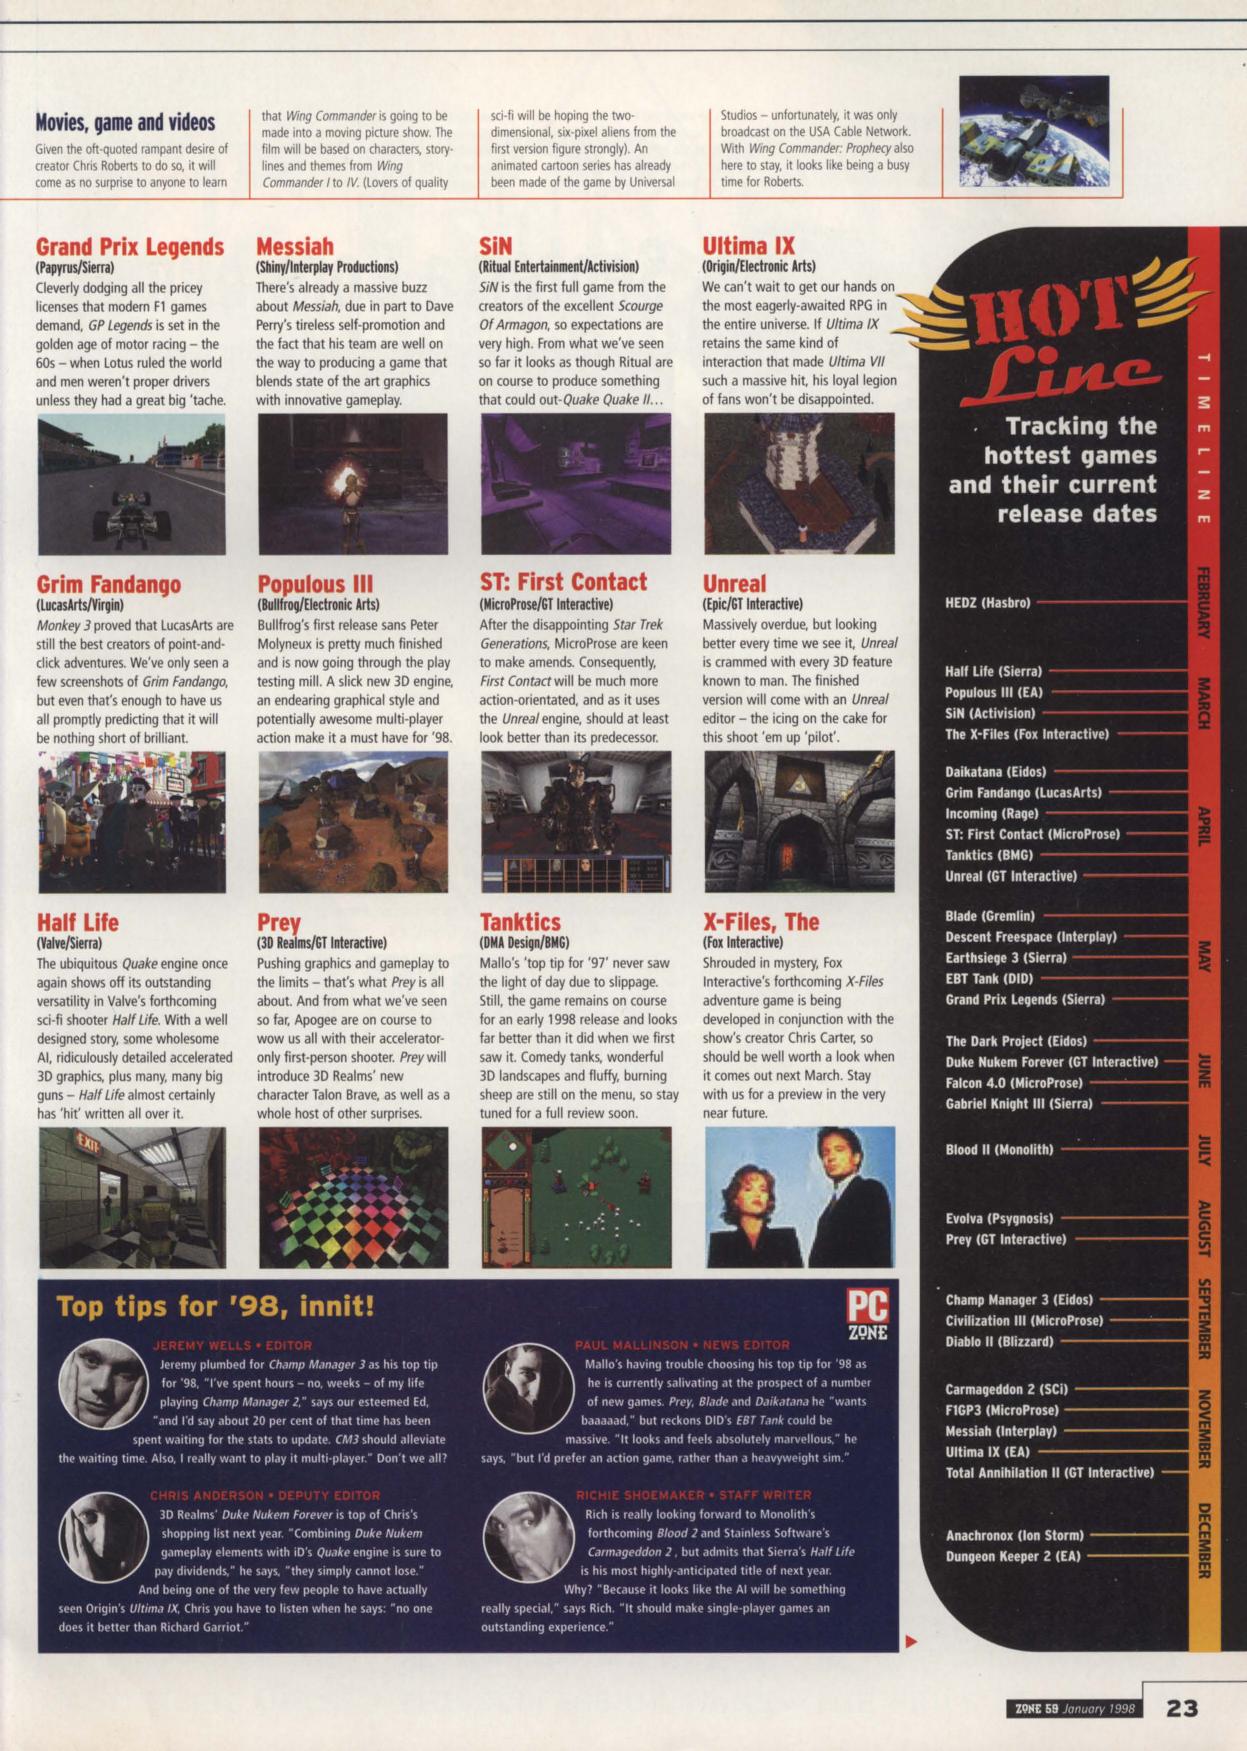 Movies, game and videos
Given the oft-quoted rampant desire of
creator Chris Roberts to do so, it will
come as no surprise to anyone to learn
that Wing Commander is going to be
made into a moving picture show. The
film will be based on characters, story-
lines and themes from Wing
Commander I to IV. (Lovers of quality
sci-fi will be hoping the two-
dimensional, six-pixel aliens from the
first version figure strongly). An
animated cartoon series has already
been made of the game by Universal
Studios – unfortunately, it was only
broadcast on the USA Cable Network.
With Wing Commander: Prophecy also
here to stay, it looks like being a busy
time for Roberts.
Grand Prix Legends
(Papyrus/Sierra)
Cleverly dodging all the pricey
licenses that modern F1 games
demand, GP Legends is set in the
golden age of motor racing – the
60s – when Lotus ruled the world
and men weren't proper drivers
unless they had a great big 'tache.
Messiah
(Shiny/Interplay Productions)
There's already a massive buzz
about Messiah, due in part to Dave
Perry's tireless self-promotion and
the fact that his team are well on
the way to producing a game that
blends state of the art graphics
with innovative gameplay.
SiN
(Ritual Entertainment/Activision)
SiN is the first full game from the
creators of the excellent Scourge
Of Armagon, so expectations are
very high. From what we've seen
so far it looks as though Ritual are
on course to produce something
that could out-Quake Quake II...
Ultima IX
(Origin/Electronic Arts)
We can't wait to get our hands on
the most eagerly-awaited RPG in
the entire universe. If Ultima IX
retains the same kind of
interaction that made Ultima VII
such a massive hit, his loyal legion
of fans won't be disappointed.
Grim Fandango
(LucasArts/Virgin)
Monkey 3 proved that LucasArts are
still the best creators of point-and-
click adventures. We've only seen a
few screenshots of Grim Fandango,
but even that's enough to have us
all promptly predicting that it will
be nothing short of brilliant.
Populous III
(Bullfrog/Electronic Arts)
Bullfrog's first release sans Peter
Molyneux is pretty much finished
and is now going through the play
testing mill. A slick new 3D engine,
an endearing graphical style and
potentially awesome multi-player
action make it a must have for '98.
ST: First Contact
(MicroProse/GT Interactive)
After the disappointing Star Trek
Generations, MicroProse are keen
to make amends. Consequently,
First Contact will be much more
action-orientated, and as it uses
the Unreal engine, should at least
look better than its predecessor.
Unreal
(Epic/GT Interactive)
Massively overdue, but looking
better every time we see it, Unreal
is crammed with every 3D feature
known to man. The finished
version will come with an Unreal
editor – the icing on the cake for
this shoot 'em up 'pilot'.
Half Life
(Valve/Sierra)
The ubiquitous Quake engine once
again shows off its outstanding
versatility in Valve's forthcoming
sci-fi shooter Half Life. With a well
designed story, some wholesome
AI, ridiculously detailed accelerated
3D graphics, plus many, many big
guns – Half Life almost certainly
has 'hit' written all over it.
EXIT
Prey
(3D Realms/GT Interactive)
Pushing graphics and gameplay to
the limits – that's what Prey is all
about. And from what we've seen
so far, Apogee are on course to
wow us all with their accelerator-
only first-person shooter. Prey will
introduce 3D Realms' new
character Talon Brave, as well as a
whole host of other surprises.
Tanktics
(DMA Design/BMG)
Mallo's 'top tip for '97' never saw
the light of day due to slippage.
Still, the game remains on course
for an early 1998 release and looks
far better than it did when we first
saw it. Comedy tanks, wonderful
3D landscapes and fluffy, burning
sheep are still on the menu, so stay
tuned for a full review soon.
X-Files, The
(Fox Interactive)
Shrouded in mystery, Fox
Interactive's forthcoming X-Files
adventure game is being
developed in conjunction with the
show's creator Chris Carter, so
should be well worth a look when
it comes out next March. Stay
with us for a preview in the very
near future.
Top tips for '98, innit!
PC
ZONE
JEREMY WELLS • EDITOR
Jeremy plumbed for Champ Manager 3 as his top tip
for '98, "I've spent hours – no, weeks – of my life
playing Champ Manager 2," says our esteemed Ed,
"and I'd say about 20 per cent of that time has been
spent waiting for the stats to update. CM3 should alleviate
the waiting time. Also, I really want to play it multi-player." Don't we all?
CHRIS ANDERSON • DEPUTY EDITOR
3D Realms' Duke Nukem Forever is top of Chris's
shopping list next year. "Combining Duke Nukem
gameplay elements with iD's Quake engine is sure to
pay dividends," he says, "they simply cannot lose."
And being one of the very few people to have actually
seen Origin's Ultima IX, Chris you have to listen when he says: "no one
does it better than Richard Garriot."
PAUL MALLINSON • NEWS EDITOR
Mallo's having trouble choosing his top tip for '98 as
he is currently salivating at the prospect of a number
of new games. Prey, Blade and Daikatana he "wants
baaaaad," but reckons DID's EBT Tank could be
massive. "It looks and feels absolutely marvellous," he
says, "but I'd prefer an action game, rather than a heavyweight sim."
RICHIE SHOEMAKER • STAFF WRITER
Rich is really looking forward to Monolith's
forthcoming Blood 2 and Stainless Software's
Carmageddon 2 , but admits that Sierra's Half Life
is his most highly-anticipated title of next year.
Why? "Because it looks like the AI will be something
really special," says Rich. "It should make single-player games an
outstanding experience."
HOT
Line
Tracking the
hottest games
and their current
release dates
TIMELINE
FEBRUARY
HEDZ (Hasbro)
MARCH
Half Life (Sierra)
Populous III (EA)
SiN (Activision)
The X-Files (Fox Interactive)
APRIL
Daikatana (Eidos)
Grim Fandango (LucasArts)
Incoming (Rage)
ST: First Contact (MicroProse)
Tanktics (BMG)
Unreal (GT Interactive)
MAY
Blade (Gremlin)
Descent Freespace (Interplay)
Earthsiege 3 (Sierra)
EBT Tank (DID)
Grand Prix Legends (Sierra)
JUNE
The Dark Project (Eidos)
Duke Nukem Forever (GT Interactive)
Falcon 4.0 (MicroProse)
Gabriel Knight III (Sierra)
JULY
Blood II (Monolith)
AUGUST
Evolva (Psygnosis)
Prey (GT Interactive)
SEPTEMBER
Champ Manager 3 (Eidos)
Civilization III (MicroProse)
Diablo II (Blizzard)
NOVEMBER
Carmageddon 2 (SCi)
F1GP3 (MicroProse)
Messiah (Interplay)
Ultima IX (EA)
Total Annihilation II (GT Interactive)
DECEMBER
Anachronox (Ion Storm)
Dungeon Keeper 2 (EA)
ZONE 59 January 1998
23